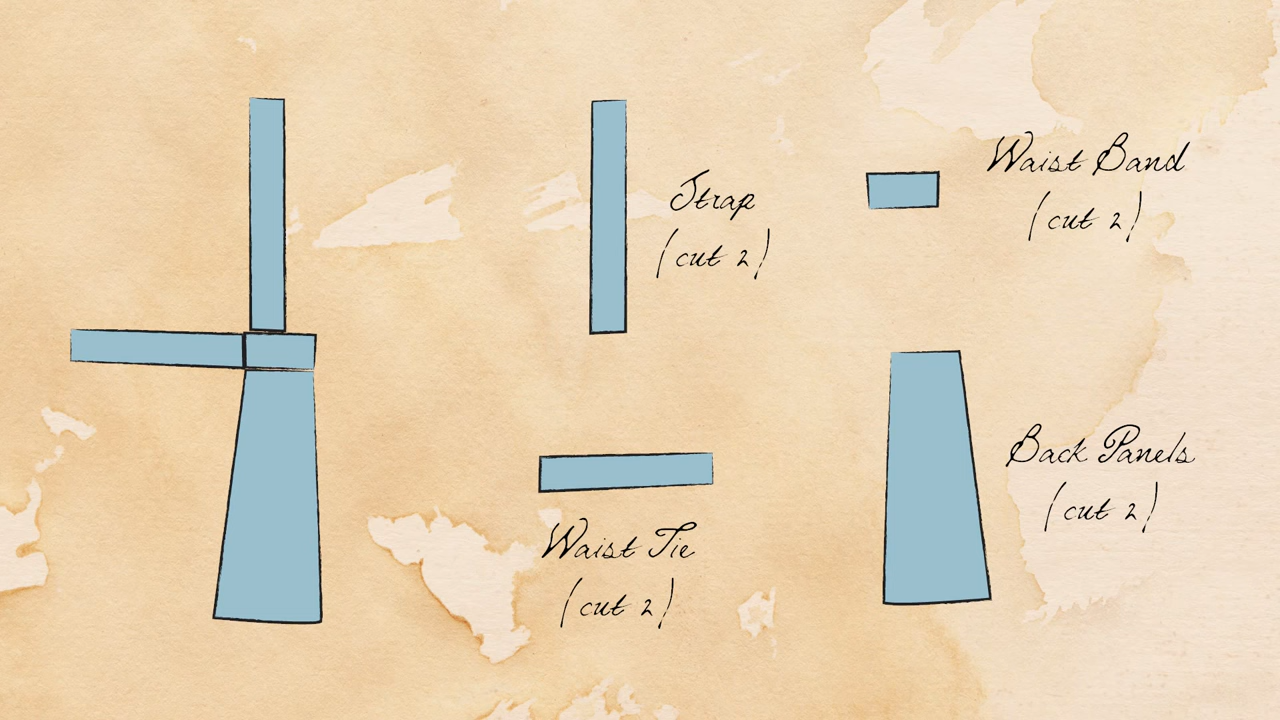 Strap
(cut 2)
Waist Band
(cut 2)
Waist Tie
(cut 2)
Back Panels
(cut 2)